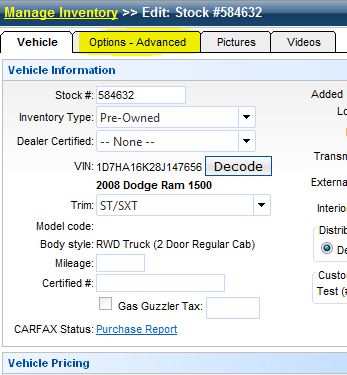 Manage Inventory >> Edit: Stock #584632
Vehicle Options - Advanced Pictures Videos
Vehicle Information
Stock #: 584632 Added
Inventory Type: Pre-Owned
Dealer Certified: -- None --
VIN: 1D7HA16K28J147656 Decode Transm
2008 Dodge Ram 1500 External
Trim: ST/SXT Interior
Model code: Distrib
Body style: RWD Truck (2 Door Regular Cab) De
Mileage:
Certified #: Custo
Gas Guzzler Tax: Test (#
CARFAX Status: Purchase Report
Vehicle Pricing